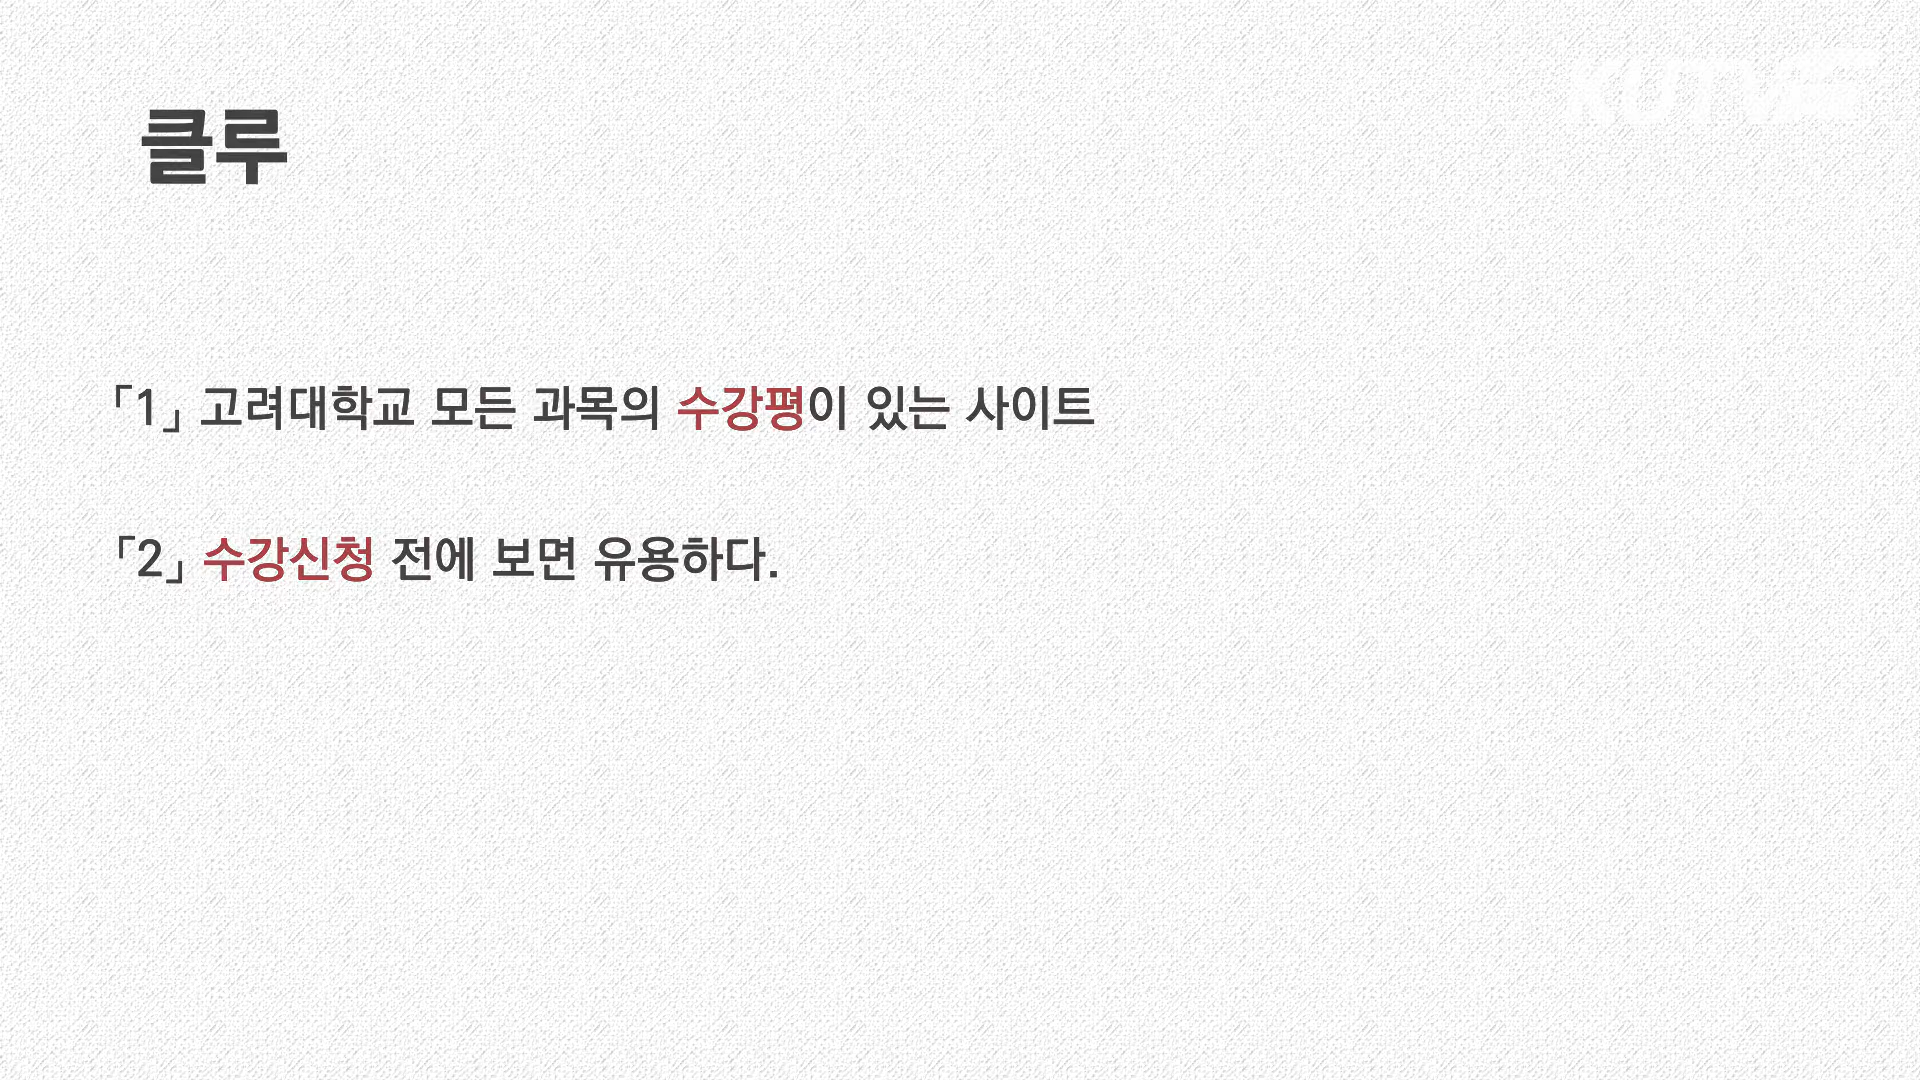 클루
「1」고려대학교 모든 과목의 수강평이 있는 사이트
「2」수강신청 전에 보면 유용하다.